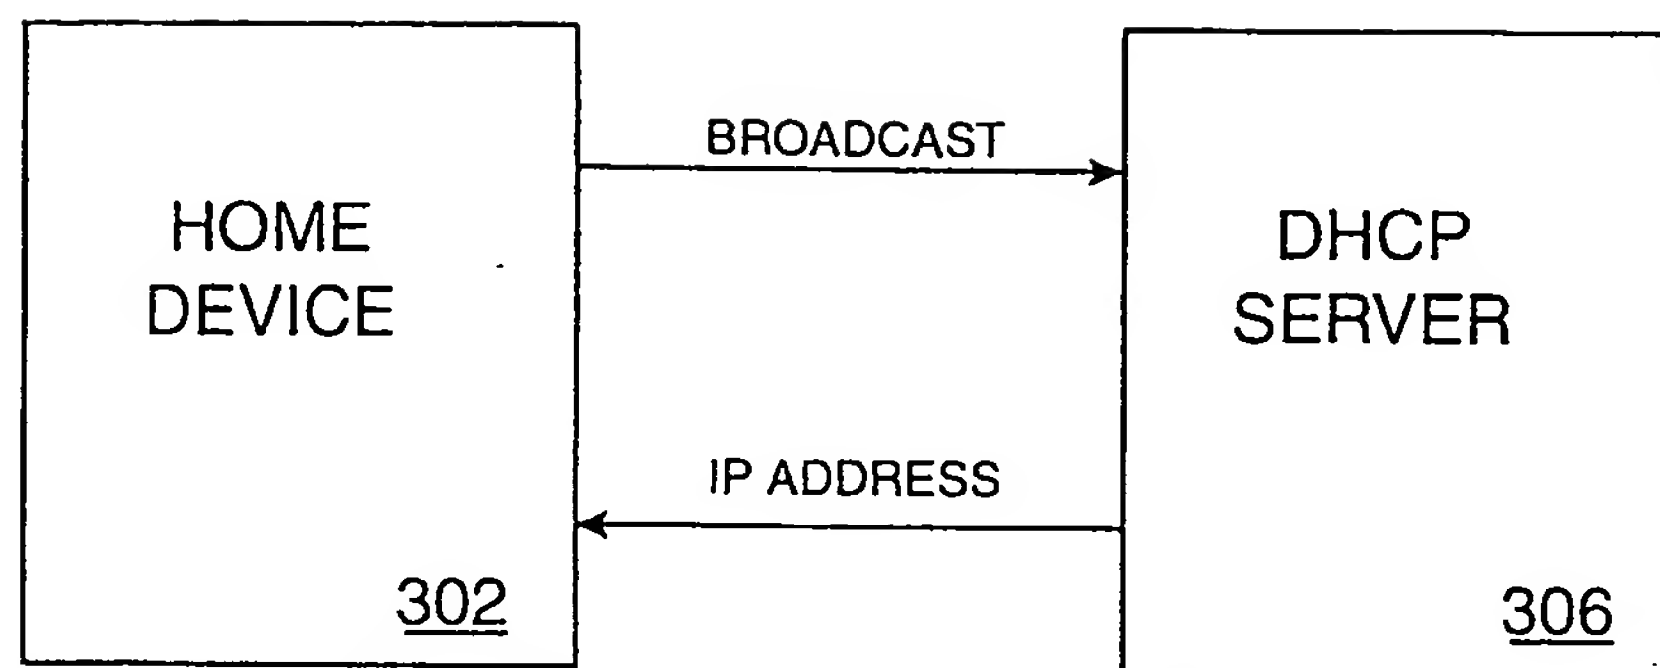 BROADCAST
HOME
DEVICE
DHCP
SERVER
IP ADDRESS
302
306